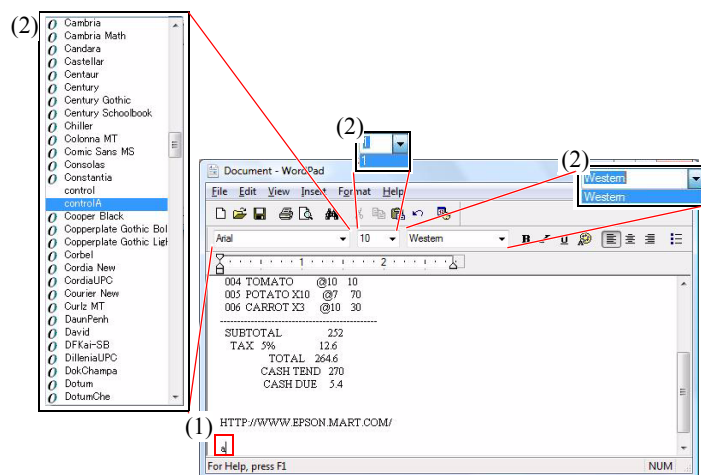 (2)
Cambria
Cambria Math
Candara
Castellar
Centaur
Century
Century Gothic
Century Schoolbook
Chiller
Colonna MT
Comic Sans MS
Consolas
Constantia
control
controlA
Cooper Black
Copperplate Gothic Bol
Copperplate Gothic Ligh
Corbel
Cordia New
CordiaUPC
Courier New
Curlz MT
DaunPenh
David
DFKai-SB
DilleniaUPC
DokChampa
Dotum
DotumChe
(2)
1
(2)
Western
Western
Document - WordPad
File Edit View Insert Format Help
Arial 10 Western B I U
1 2
004 TOMATO @10 10
005 POTATO X10 @7 70
006 CARROT X3 @10 30
--------------------------------------------
SUBTOTAL 252
TAX 5% 12.6
TOTAL 264.6
CASH TEND 270
CASH DUE 5.4
HTTP://WWW.EPSON.MART.COM/
(1)
a
For Help, press F1 NUM